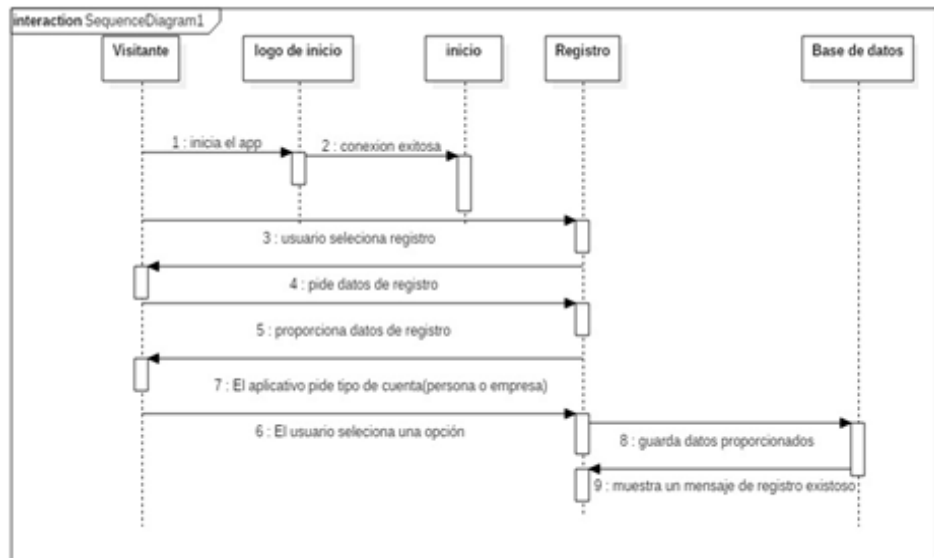 interaction SequenceDiagram1
Visitante
logo de inicio
inicio
Registro
Base de datos
1 : inicia el app
2 : conexion exitosa
3 : usuario seleciona registro
4 : pide datos de registro
5 : proporciona datos de registro
7 : El aplicativo pide tipo de cuenta(persona o empresa)
6 : El usuario seleciona una opción
8 : guarda datos proporcionados
9 : muestra un mensaje de registro existoso